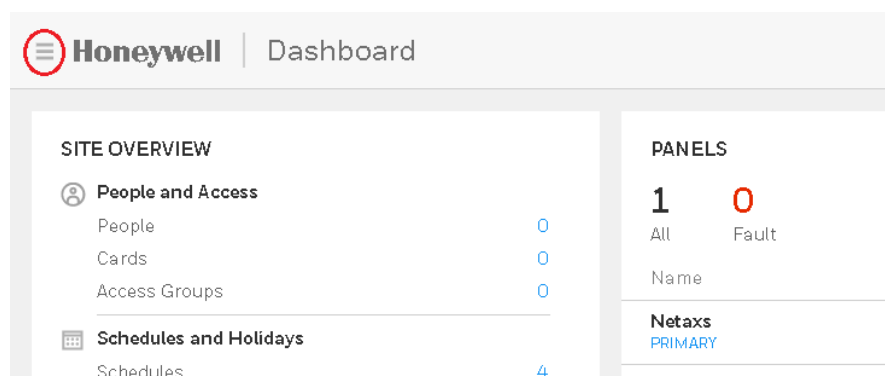 Honeywell Dashboard
SITE OVERVIEW
People and Access
People 0
Cards 0
Access Groups 0
Schedules and Holidays
Schedules 4
PANELS
1 0
All Fault
Name
Netaxs
PRIMARY